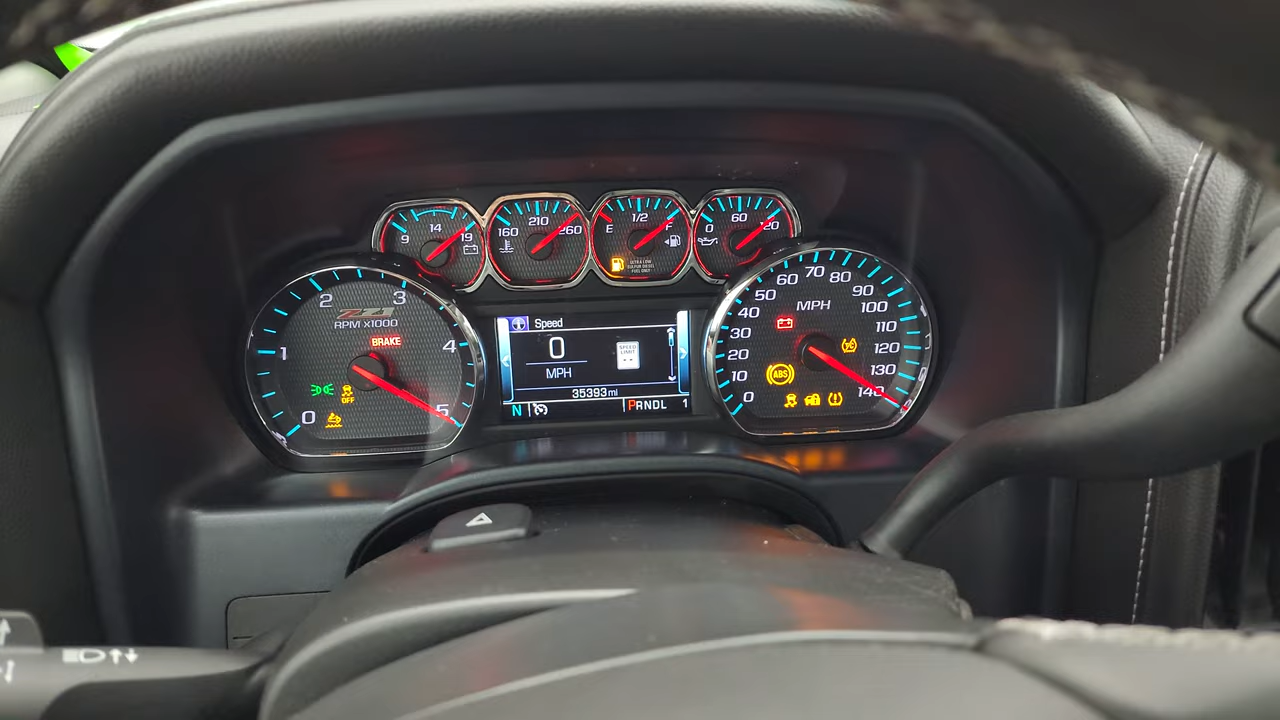 9 14 19
160 210 260
E 1/2 F
ULTRA LOW
SULFUR DIESEL
FUEL ONLY
0 60 120
0 1 2 3 4 5
Z71
RPM X1000
BRAKE
OFF
Speed
0
MPH
SPEED
LIMIT
35393 mi
N
PRNDL 1
0 10 20 30 40 50 60 70 80 90 100 110 120 130 140
MPH
ABS